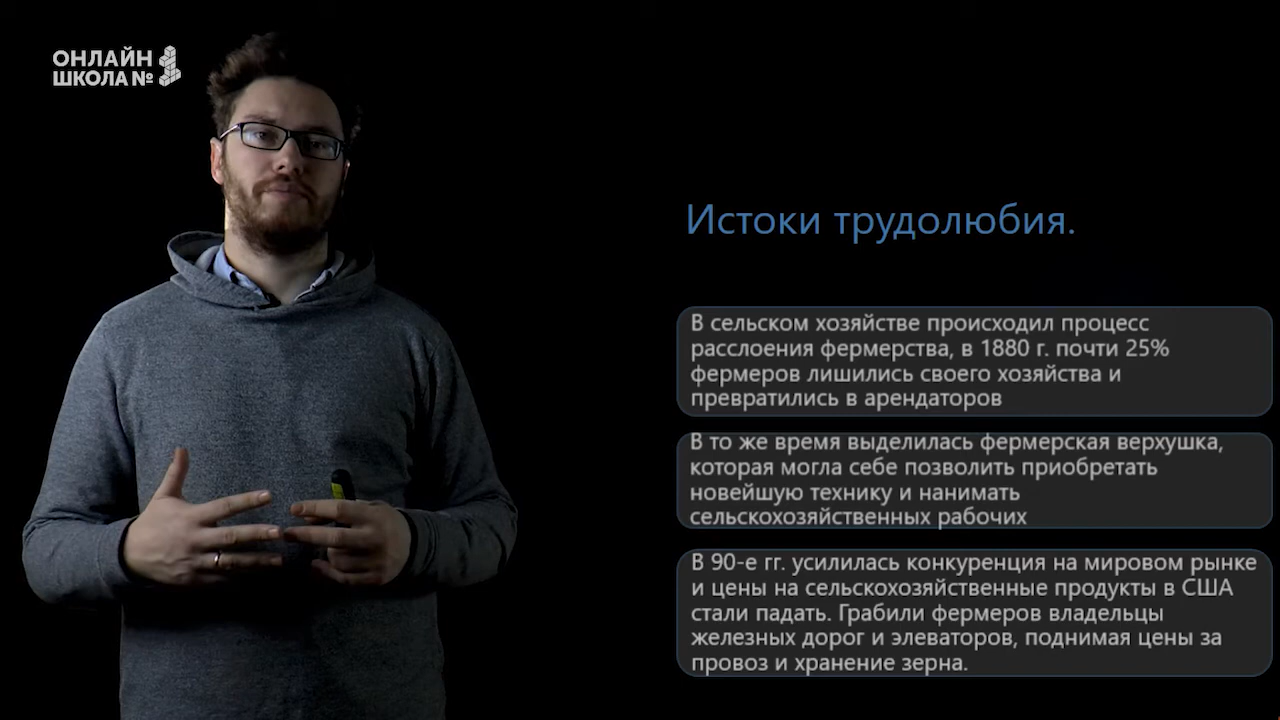 ОНЛАЙН
ШКОЛА №
Истоки трудолюбия.
В сельском хозяйстве происходил процесс
расслоения фермерства, в 1880 г. почти 25%
фермеров лишились своего хозяйства и
превратились в арендаторов
В то же время выделилась фермерская верхушка,
которая могла себе позволить приобретать
новейшую технику и нанимать
сельскохозяйственных рабочих
В 90-е гг. усилилась конкуренция на мировом рынке
и цены на сельскохозяйственные продукты в США
стали падать. Грабили фермеров владельцы
железных дорог и элеваторов, поднимая цены за
провоз и хранение зерна.